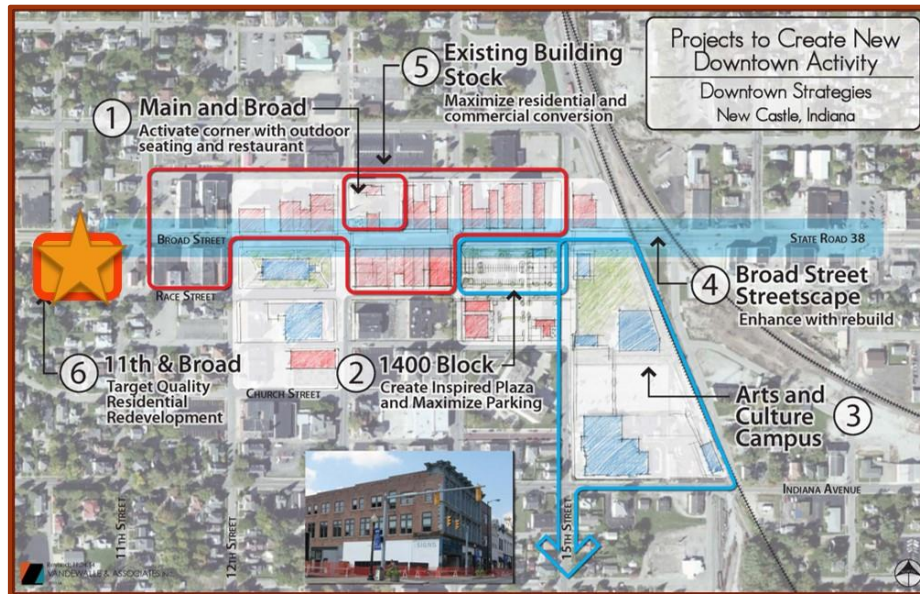 Projects to Create New
Downtown Activity
Downtown Strategies
New Castle, Indiana
5
Existing Building
Stock
Maximize residential and
commercial conversion
1
Main and Broad
Activate corner with outdoor
seating and restaurant
BROAD STREET
STATE ROAD 38
RACE STREET
4
Broad Street
Streetscape
Enhance with rebuild
6
11th & Broad
Target Quality
Residential
Redevelopment
CHURCH STREET
2
1400 Block
Create Inspired Plaza
and Maximize Parking
Arts and
Culture
Campus
3
INDIANA AVENUE
11TH STREET
12TH STREET
15TH STREET
VANDEWALLE & ASSOCIATES INC.